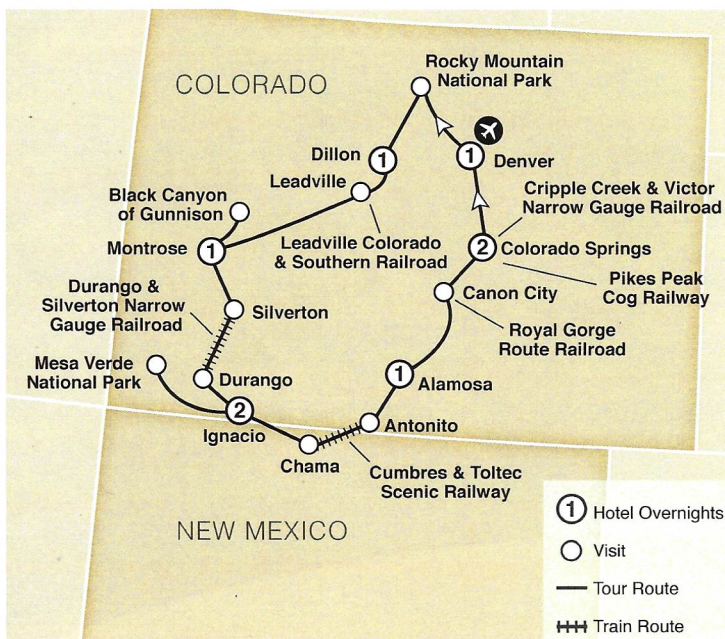 COLORADO
Rocky Mountain
National Park
1
Dillon
1
Denver
Leadville
Cripple Creek & Victor
Narrow Gauge Railroad
Black Canyon
of Gunnison
Montrose
1
Leadville Colorado
& Southern Railroad
2
Colorado Springs
Pikes Peak
Cog Railway
Durango &
Silverton Narrow
Gauge Railroad
Silverton
Canon City
Royal Gorge
Route Railroad
Mesa Verde
National Park
Durango
1
Alamosa
2
Ignacio
Antonito
Chama
Cumbres & Toltec
Scenic Railway
NEW MEXICO
1 Hotel Overnights
Visit
Tour Route
Train Route